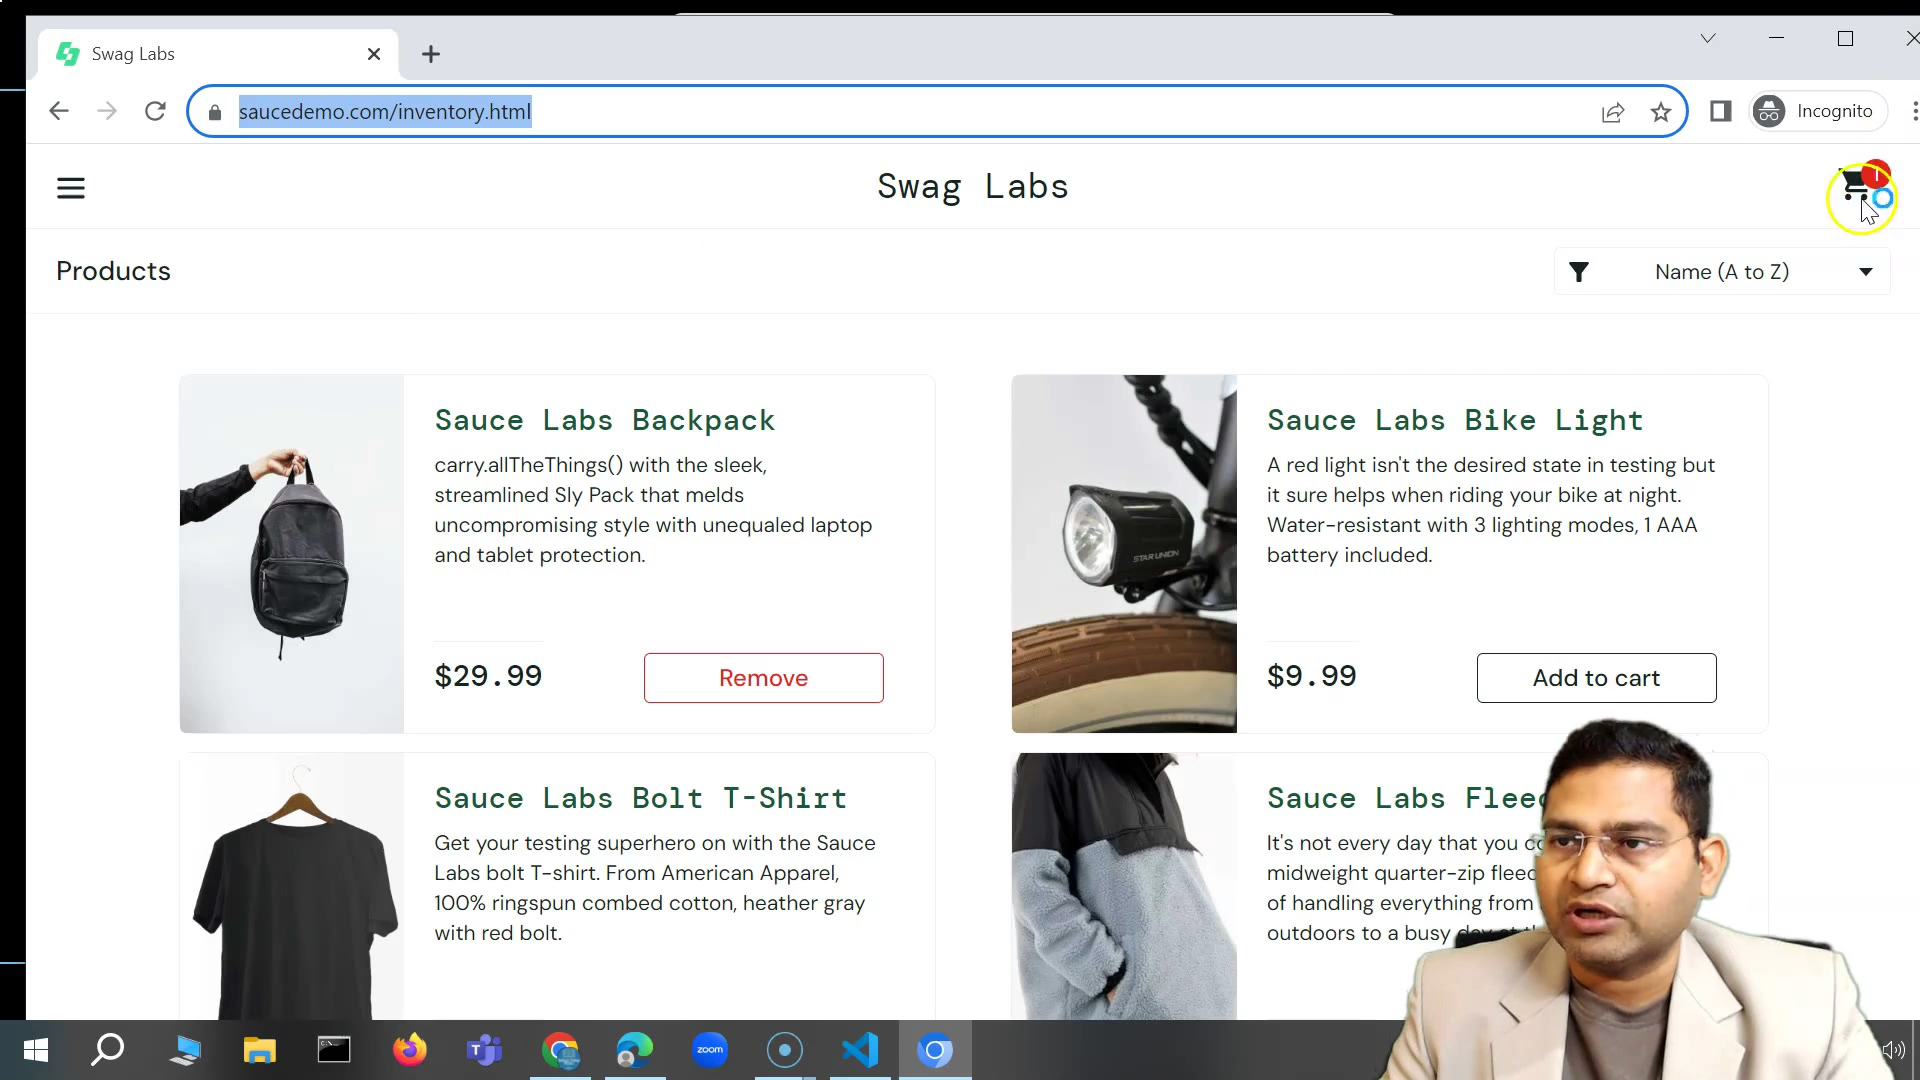 Swag Labs
saucedemo.com/inventory.html
Incognito
Swag Labs
1
Products
Name (A to Z)
Sauce Labs Backpack
carry.allTheThings() with the sleek,
streamlined Sly Pack that melds
uncompromising style with unequaled laptop
and tablet protection.
$29.99
Remove
Sauce Labs Bike Light
A red light isn't the desired state in testing but
it sure helps when riding your bike at night.
Water-resistant with 3 lighting modes, 1 AAA
battery included.
STAR UNION
$9.99
Add to cart
Sauce Labs Bolt T-Shirt
Get your testing superhero on with the Sauce
Labs bolt T-shirt. From American Apparel,
100% ringspun combed cotton, heather gray
with red bolt.
Sauce Labs
It's not every day that you
midweight quarter-zip
of handling everything from
outdoors to a busy
zoom